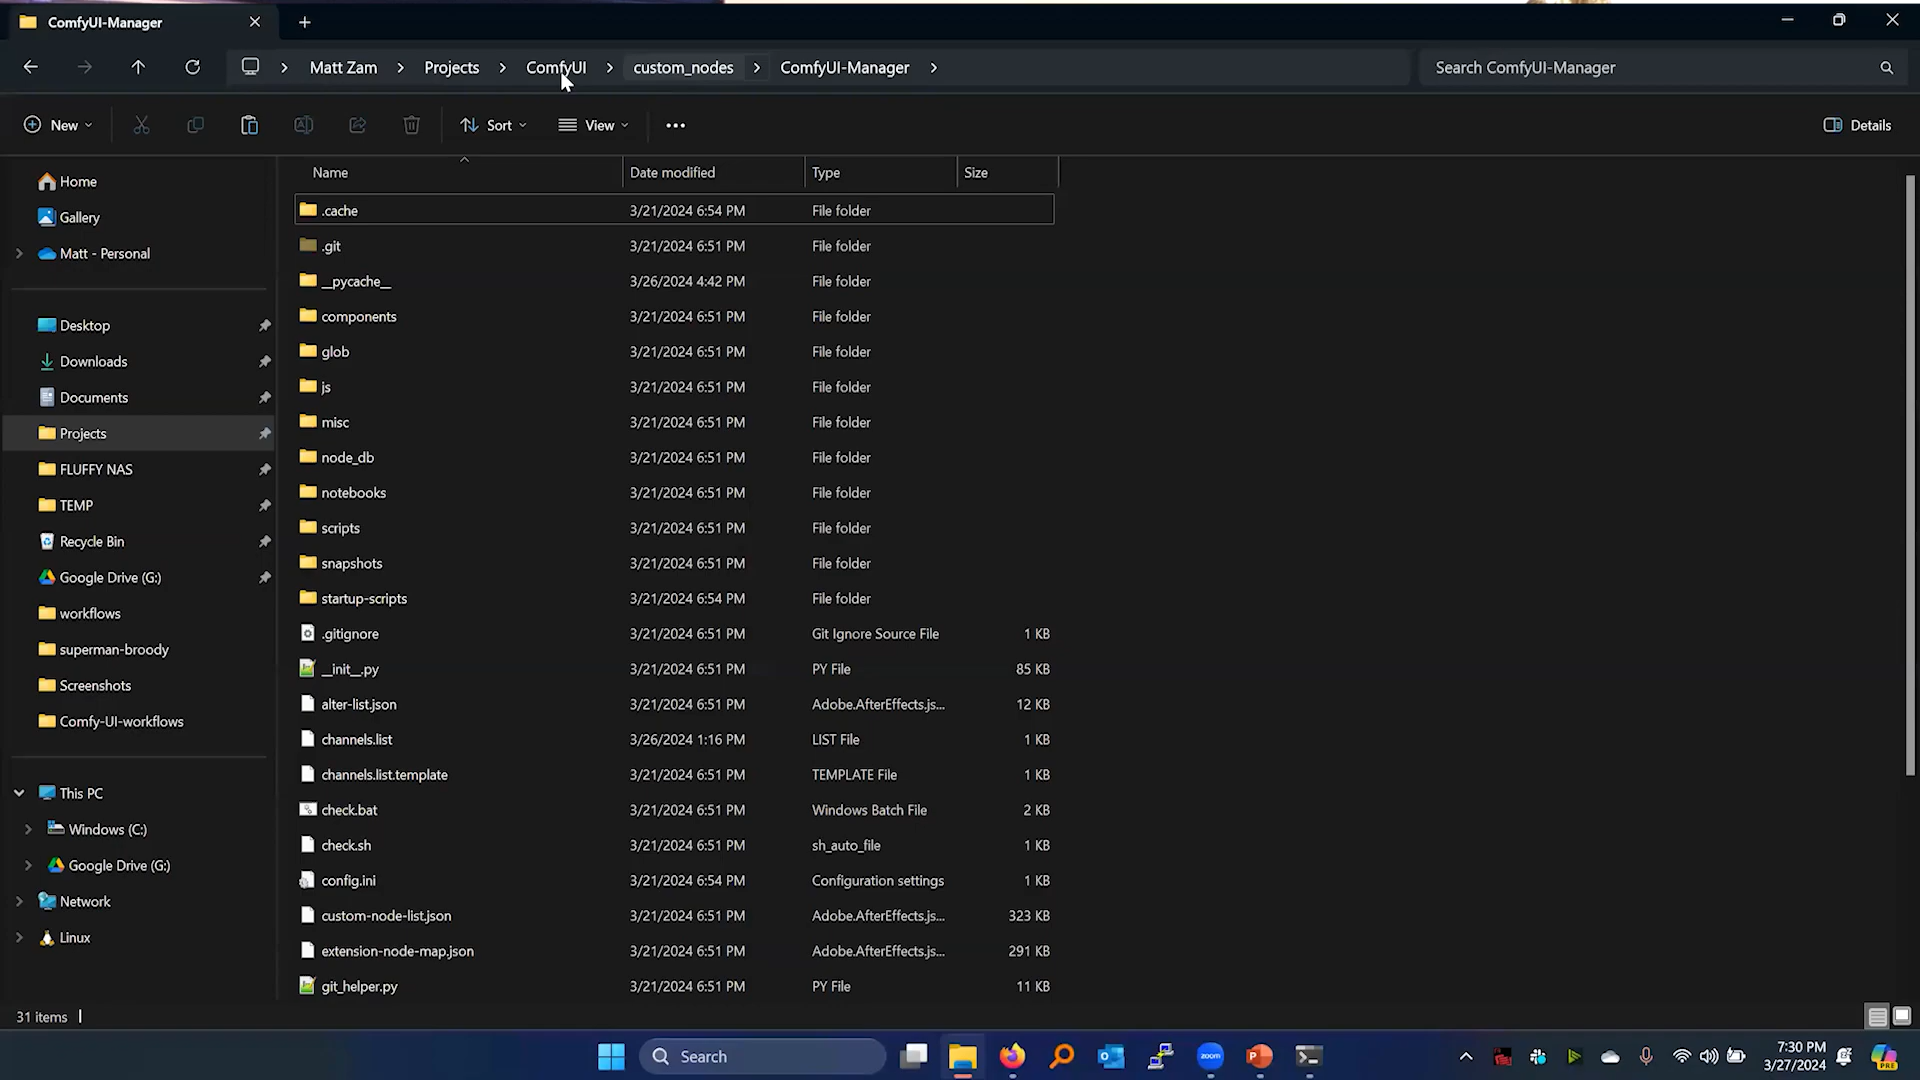 ComfyUI-Manager
Matt Zam
Projects
ComfyUI
custom_nodes
ComfyUI-Manager
Search ComfyUI-Manager
New
Sort
View
Details
Home
Gallery
Matt - Personal
Desktop
Downloads
Documents
Projects
FLUFFY NAS
TEMP
Recycle Bin
Google Drive (G:)
workflows
superman-broody
Screenshots
Comfy-UI-workflows
This PC
Windows (C:)
Google Drive (G:)
Network
Linux
Name Date modified Type Size
.cache 3/21/2024 6:54 PM File folder
.git 3/21/2024 6:51 PM File folder
__pycache__ 3/26/2024 4:42 PM File folder
components 3/21/2024 6:51 PM File folder
glob 3/21/2024 6:51 PM File folder
js 3/21/2024 6:51 PM File folder
misc 3/21/2024 6:51 PM File folder
node_db 3/21/2024 6:51 PM File folder
notebooks 3/21/2024 6:51 PM File folder
scripts 3/21/2024 6:51 PM File folder
snapshots 3/21/2024 6:51 PM File folder
startup-scripts 3/21/2024 6:54 PM File folder
.gitignore 3/21/2024 6:51 PM Git Ignore Source File 1 KB
__init__.py 3/21/2024 6:51 PM PY File 85 KB
alter-list.json 3/21/2024 6:51 PM Adobe.AfterEffects.js... 12 KB
channels.list 3/26/2024 1:16 PM LIST File 1 KB
channels.list.template 3/21/2024 6:51 PM TEMPLATE File 1 KB
check.bat 3/21/2024 6:51 PM Windows Batch File 2 KB
check.sh 3/21/2024 6:51 PM sh_auto_file 1 KB
config.ini 3/21/2024 6:54 PM Configuration settings 1 KB
custom-node-list.json 3/21/2024 6:51 PM Adobe.AfterEffects.js... 323 KB
extension-node-map.json 3/21/2024 6:51 PM Adobe.AfterEffects.js... 291 KB
git_helper.py 3/21/2024 6:51 PM PY File 11 KB
31 items
Search
zoom
7:30 PM
3/27/2024
PRE